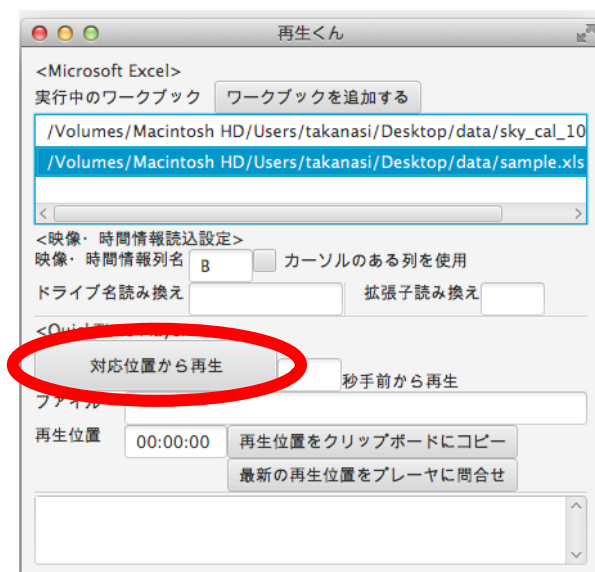 再生くん
<Microsoft Excel>
実行中のワークブック ワークブックを追加する
/Volumes/Macintosh HD/Users/takanasi/Desktop/data/sky_cal_10
/Volumes/Macintosh HD/Users/takanasi/Desktop/data/sample.xls
<映像・時間情報読込設定>
映像・時間情報列名 B カーソルのある列を使用
ドライブ名読み換え 拡張子読み換え
対応位置から再生 秒手前から再生
ファイル
再生位置 00:00:00 再生位置をクリップボードにコピー
最新の再生位置をプレーヤに問合せ